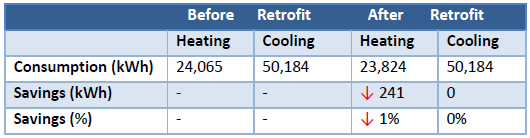 Before Retrofit After Retrofit
Heating Cooling Heating Cooling
Consumption (kWh) 24,065 50,184 23,824 50,184
Savings (kWh) - - ↓ 241 0
Savings (%) - - ↓ 1% 0%